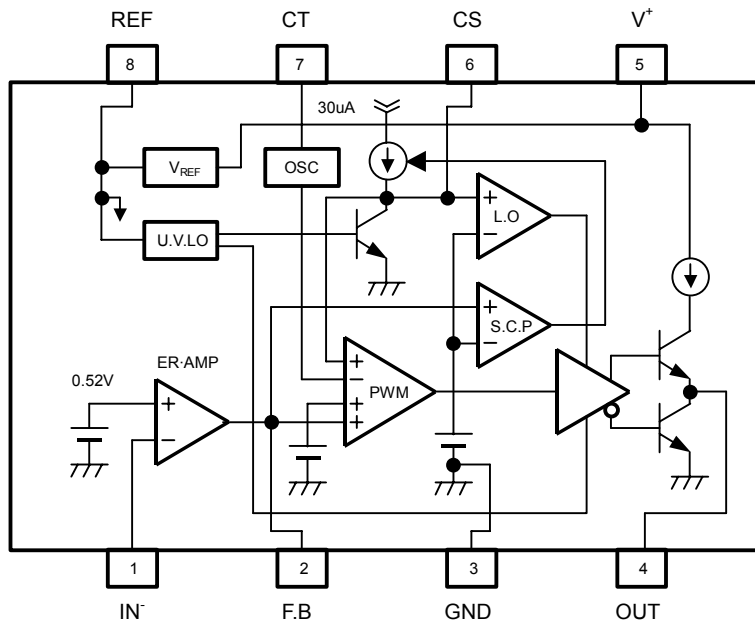 REF CT CS V+
8 7 6 5
30uA
VREF OSC
+
L.O
U.V.LO
−
+
S.C.P
ER·AMP
−
+
0.52V
−
PWM
+
+
+
−
1 2 3 4
IN- F.B GND OUT